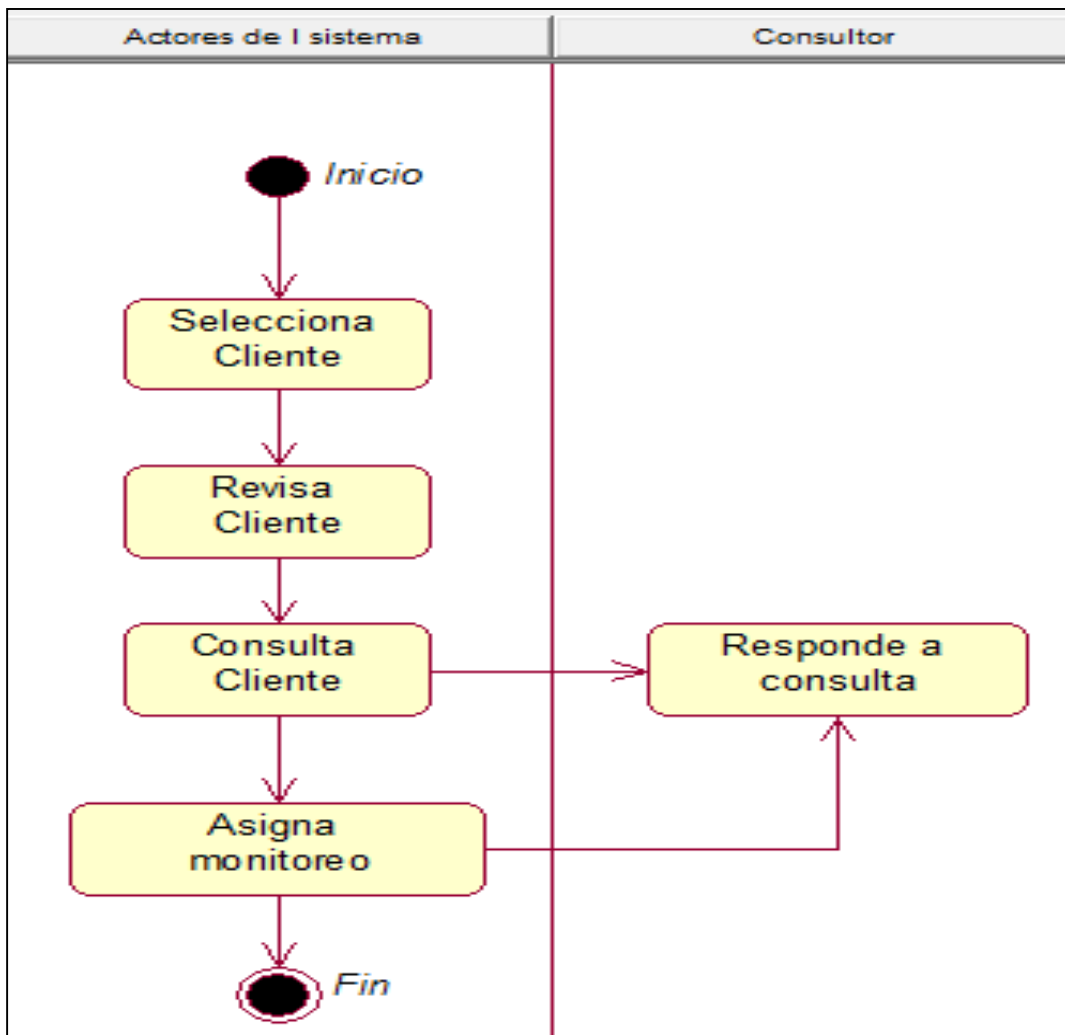 Actores de l sistema
Consultor
Inicio
Selecciona
Cliente
Revisa
Cliente
Consulta
Cliente
Responde a
consulta
Asigna
monitoreo
Fin